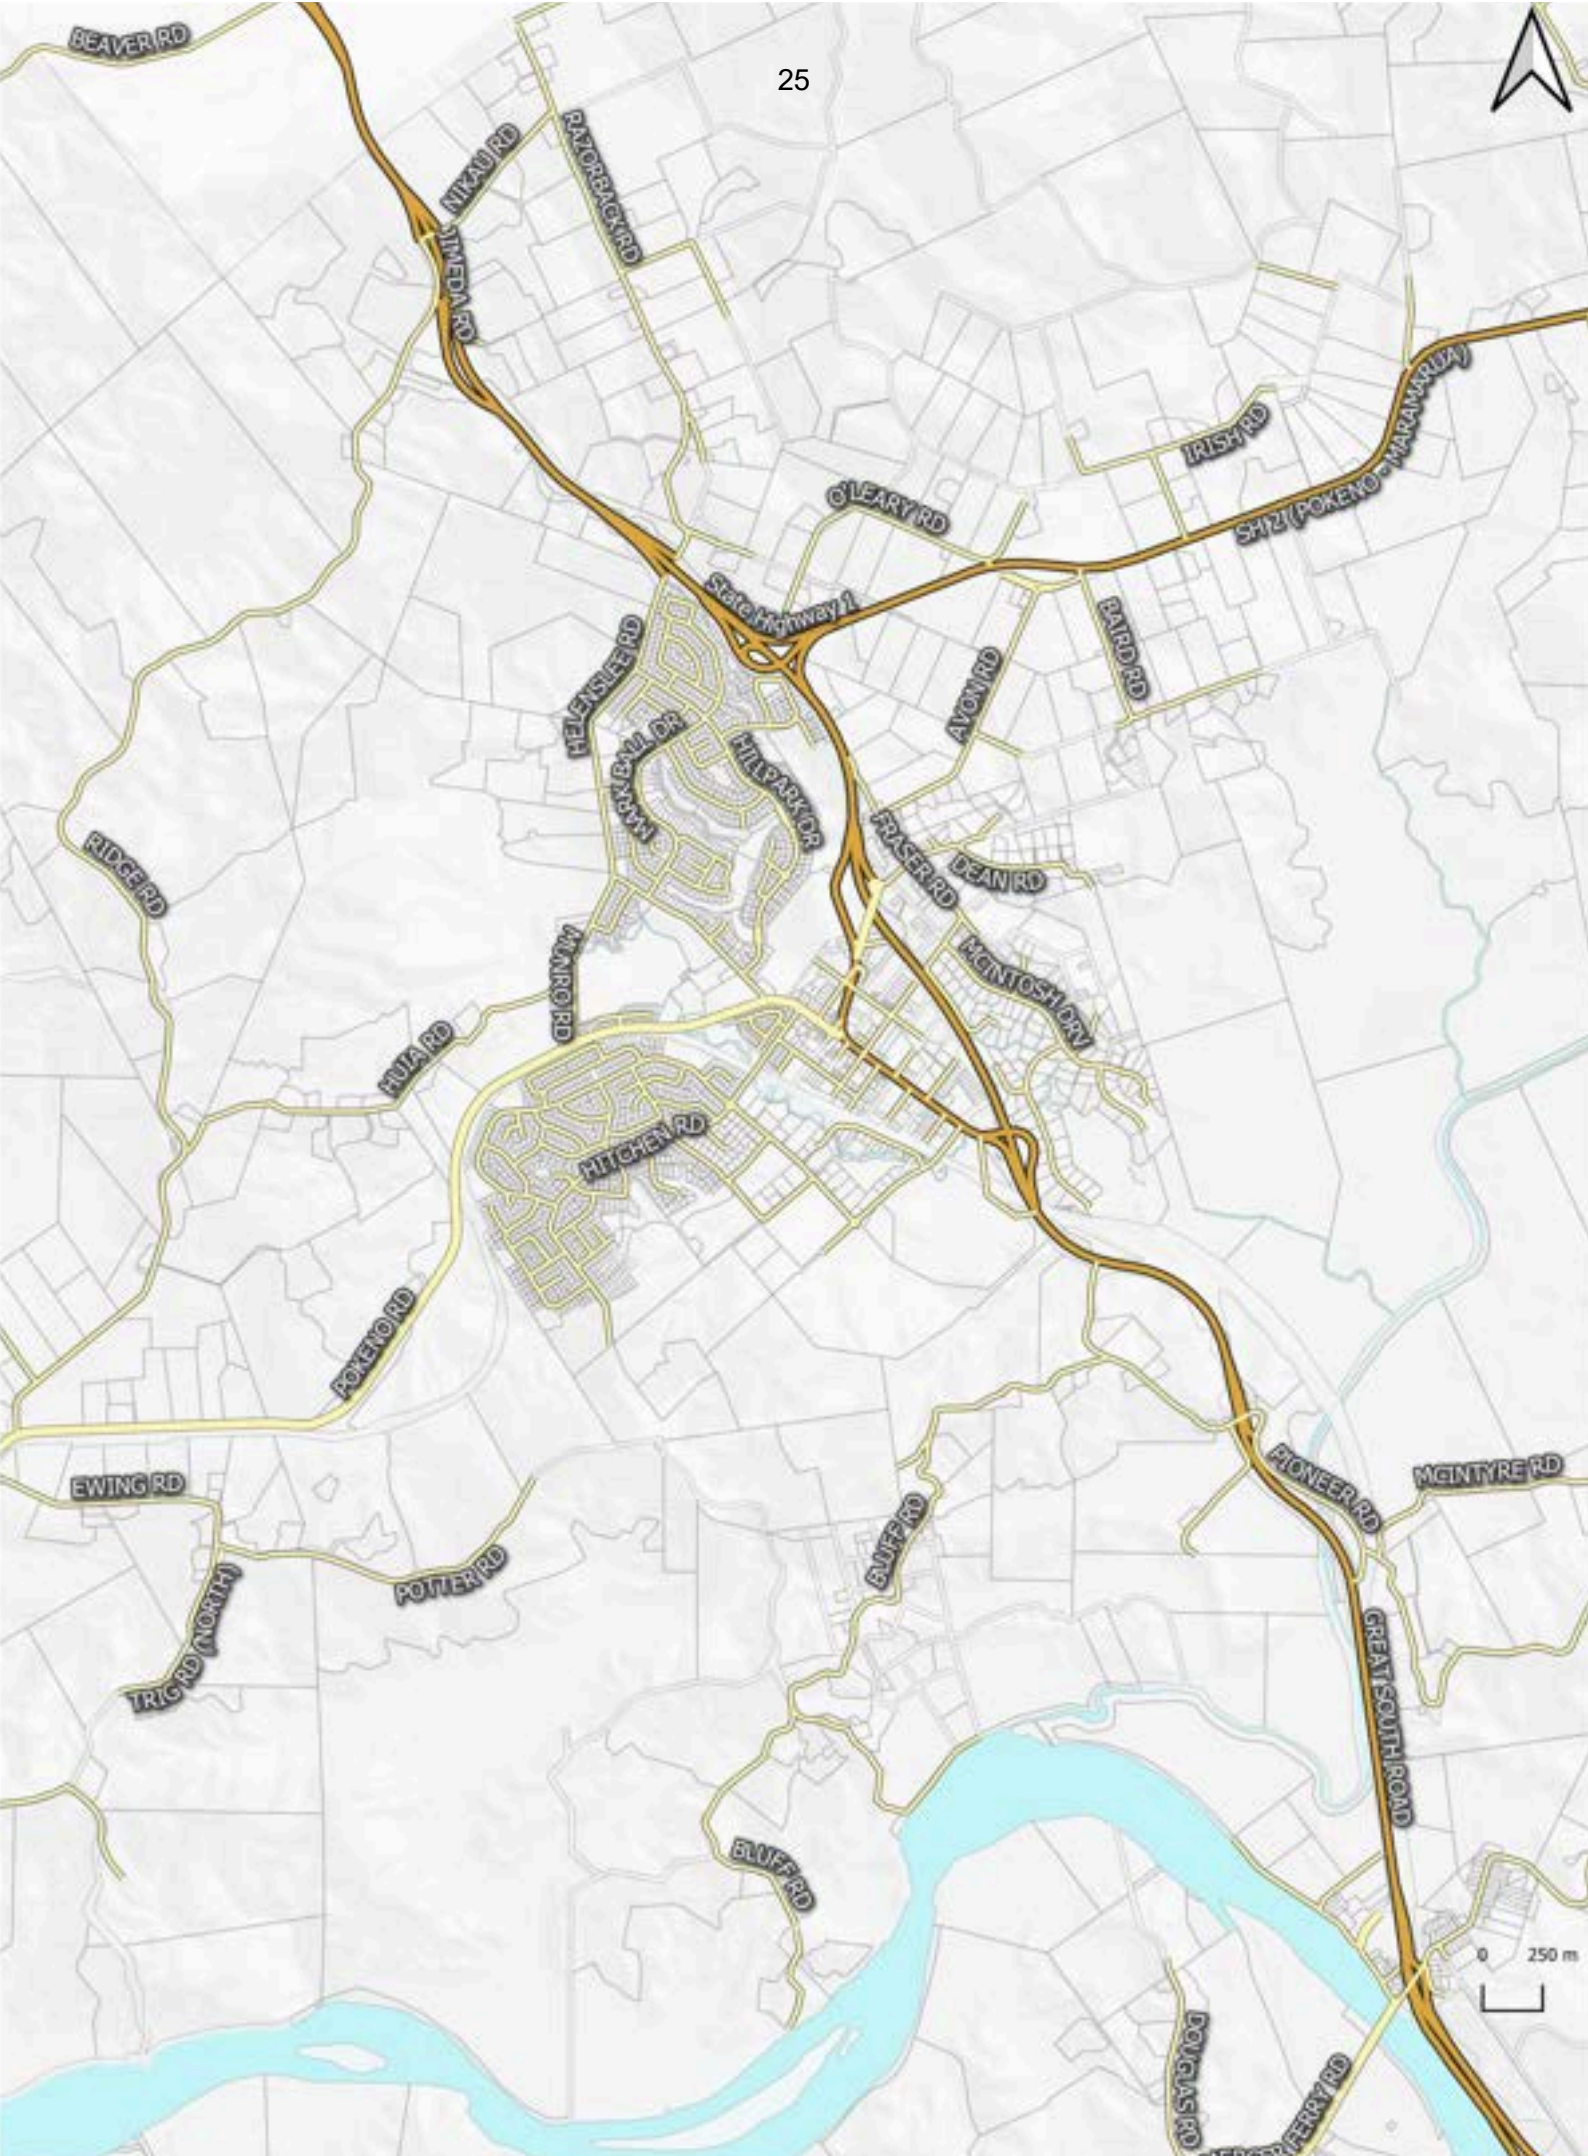 BEAVER RD
25
NIKAU RD
RAZORBACK RD
IRISH RD
SH 2 (POKENO - MARAMARUA)
O'LEARY RD
State Highway 1
HELENSLEE RD
BAIRD RD
AVON RD
MARK BALL DR
HILLPARK DR
RIDGE RD
FRASER RD
DEAN RD
MUNRO RD
MCINTOSH DRV
HUIA RD
HITCHEN RD
POKENO RD
EWING RD
PIONEER RD
MCINTYRE RD
BLUFF RD
POTTER RD
TRIG RD (NORTH)
GREAT SOUTH ROAD
BLUFF RD
0 250 m
DOUGLAS RD
FERRY RD